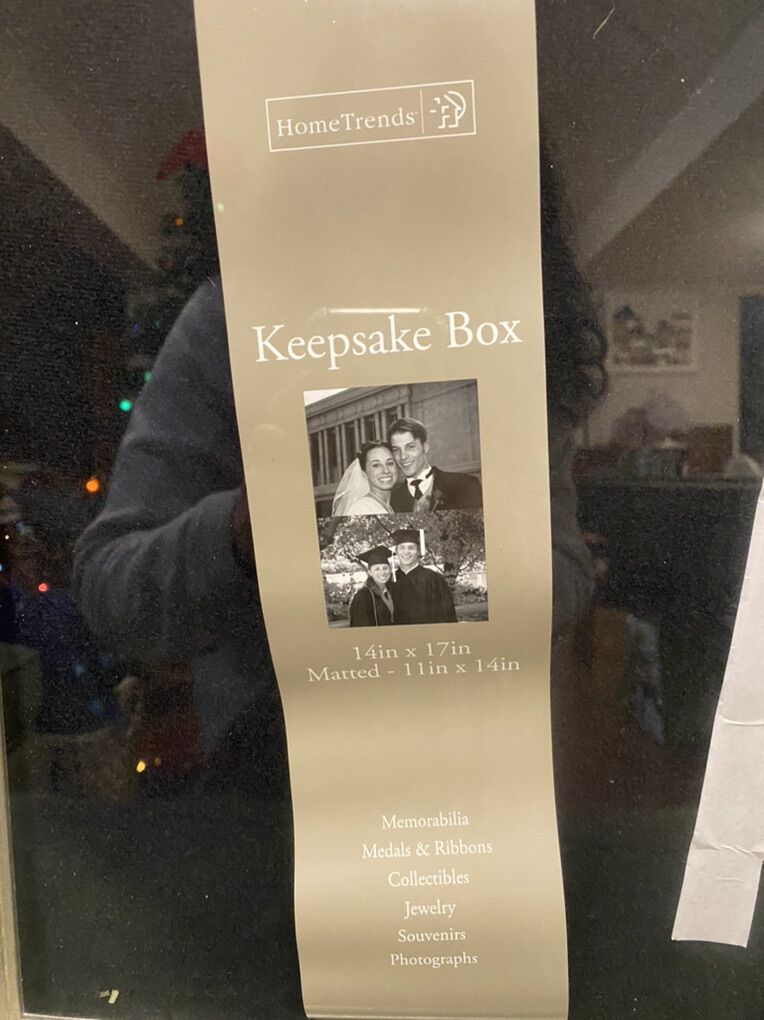 HomeTrends
Keepsake Box
14in x 17in
Matted - 11in x 14in
Memorabilia
Medals & Ribbons
Collectibles
Jewelry
Souvenirs
Photographs